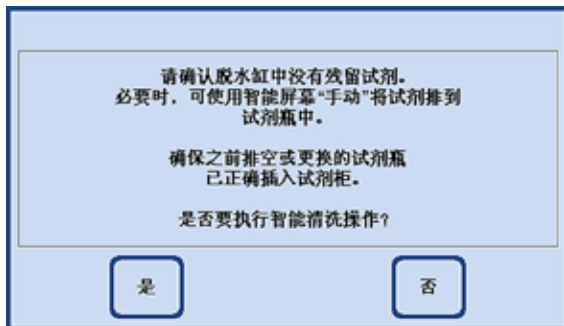 请确认脱水缸中没有残留试剂。
必要时，可使用智能屏幕“手动”将试剂排到
试剂瓶中。
确保之前排空或更换的试剂瓶
已正确插入试剂柜。
是否要执行智能清洗操作？
是
否